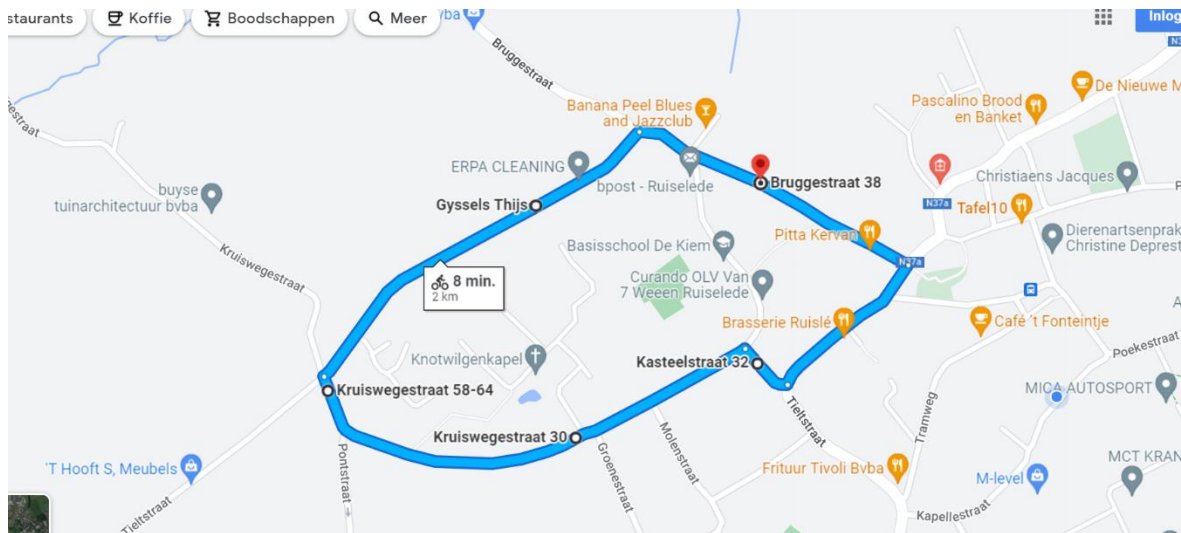 staurants
Koffie
Boodschappen
Meer
bvba
Inlog
Bruggestraat
De Nieuwe M
Pascalino Brood
en Banket
Banana Peel Blues
and Jazzclub
ERPA CLEANING
bpost - Ruiselede
Bruggestraat 38
Christiaens Jacques
buyse
tuinarchitectuur bvba
Gyssels Thijs
N37a
Tafel10
Pitta Kervan
Dierenartsenprak
Christine Deprest
Basisschool De Kiem
Kruiswegestraat
N37a
Curando OLV Van
7 Weeen Ruiselede
8 min.
2 km
Brasserie Ruislé
Café 't Fonteintje
Knotwilgenkapel
Kasteelstraat 32
Poekestraat
Kruiswegestraat 58-64
MICA AUTOSPORT
Tieltstraat
Tramweg
Kruiswegestraat 30
Molenstraat
Groenestraat
Pontstraat
'T Hooft S, Meubels
Frituur Tivoli Bvba
MCT KRAN
M-level
Tieltstraat
Kapellestraat